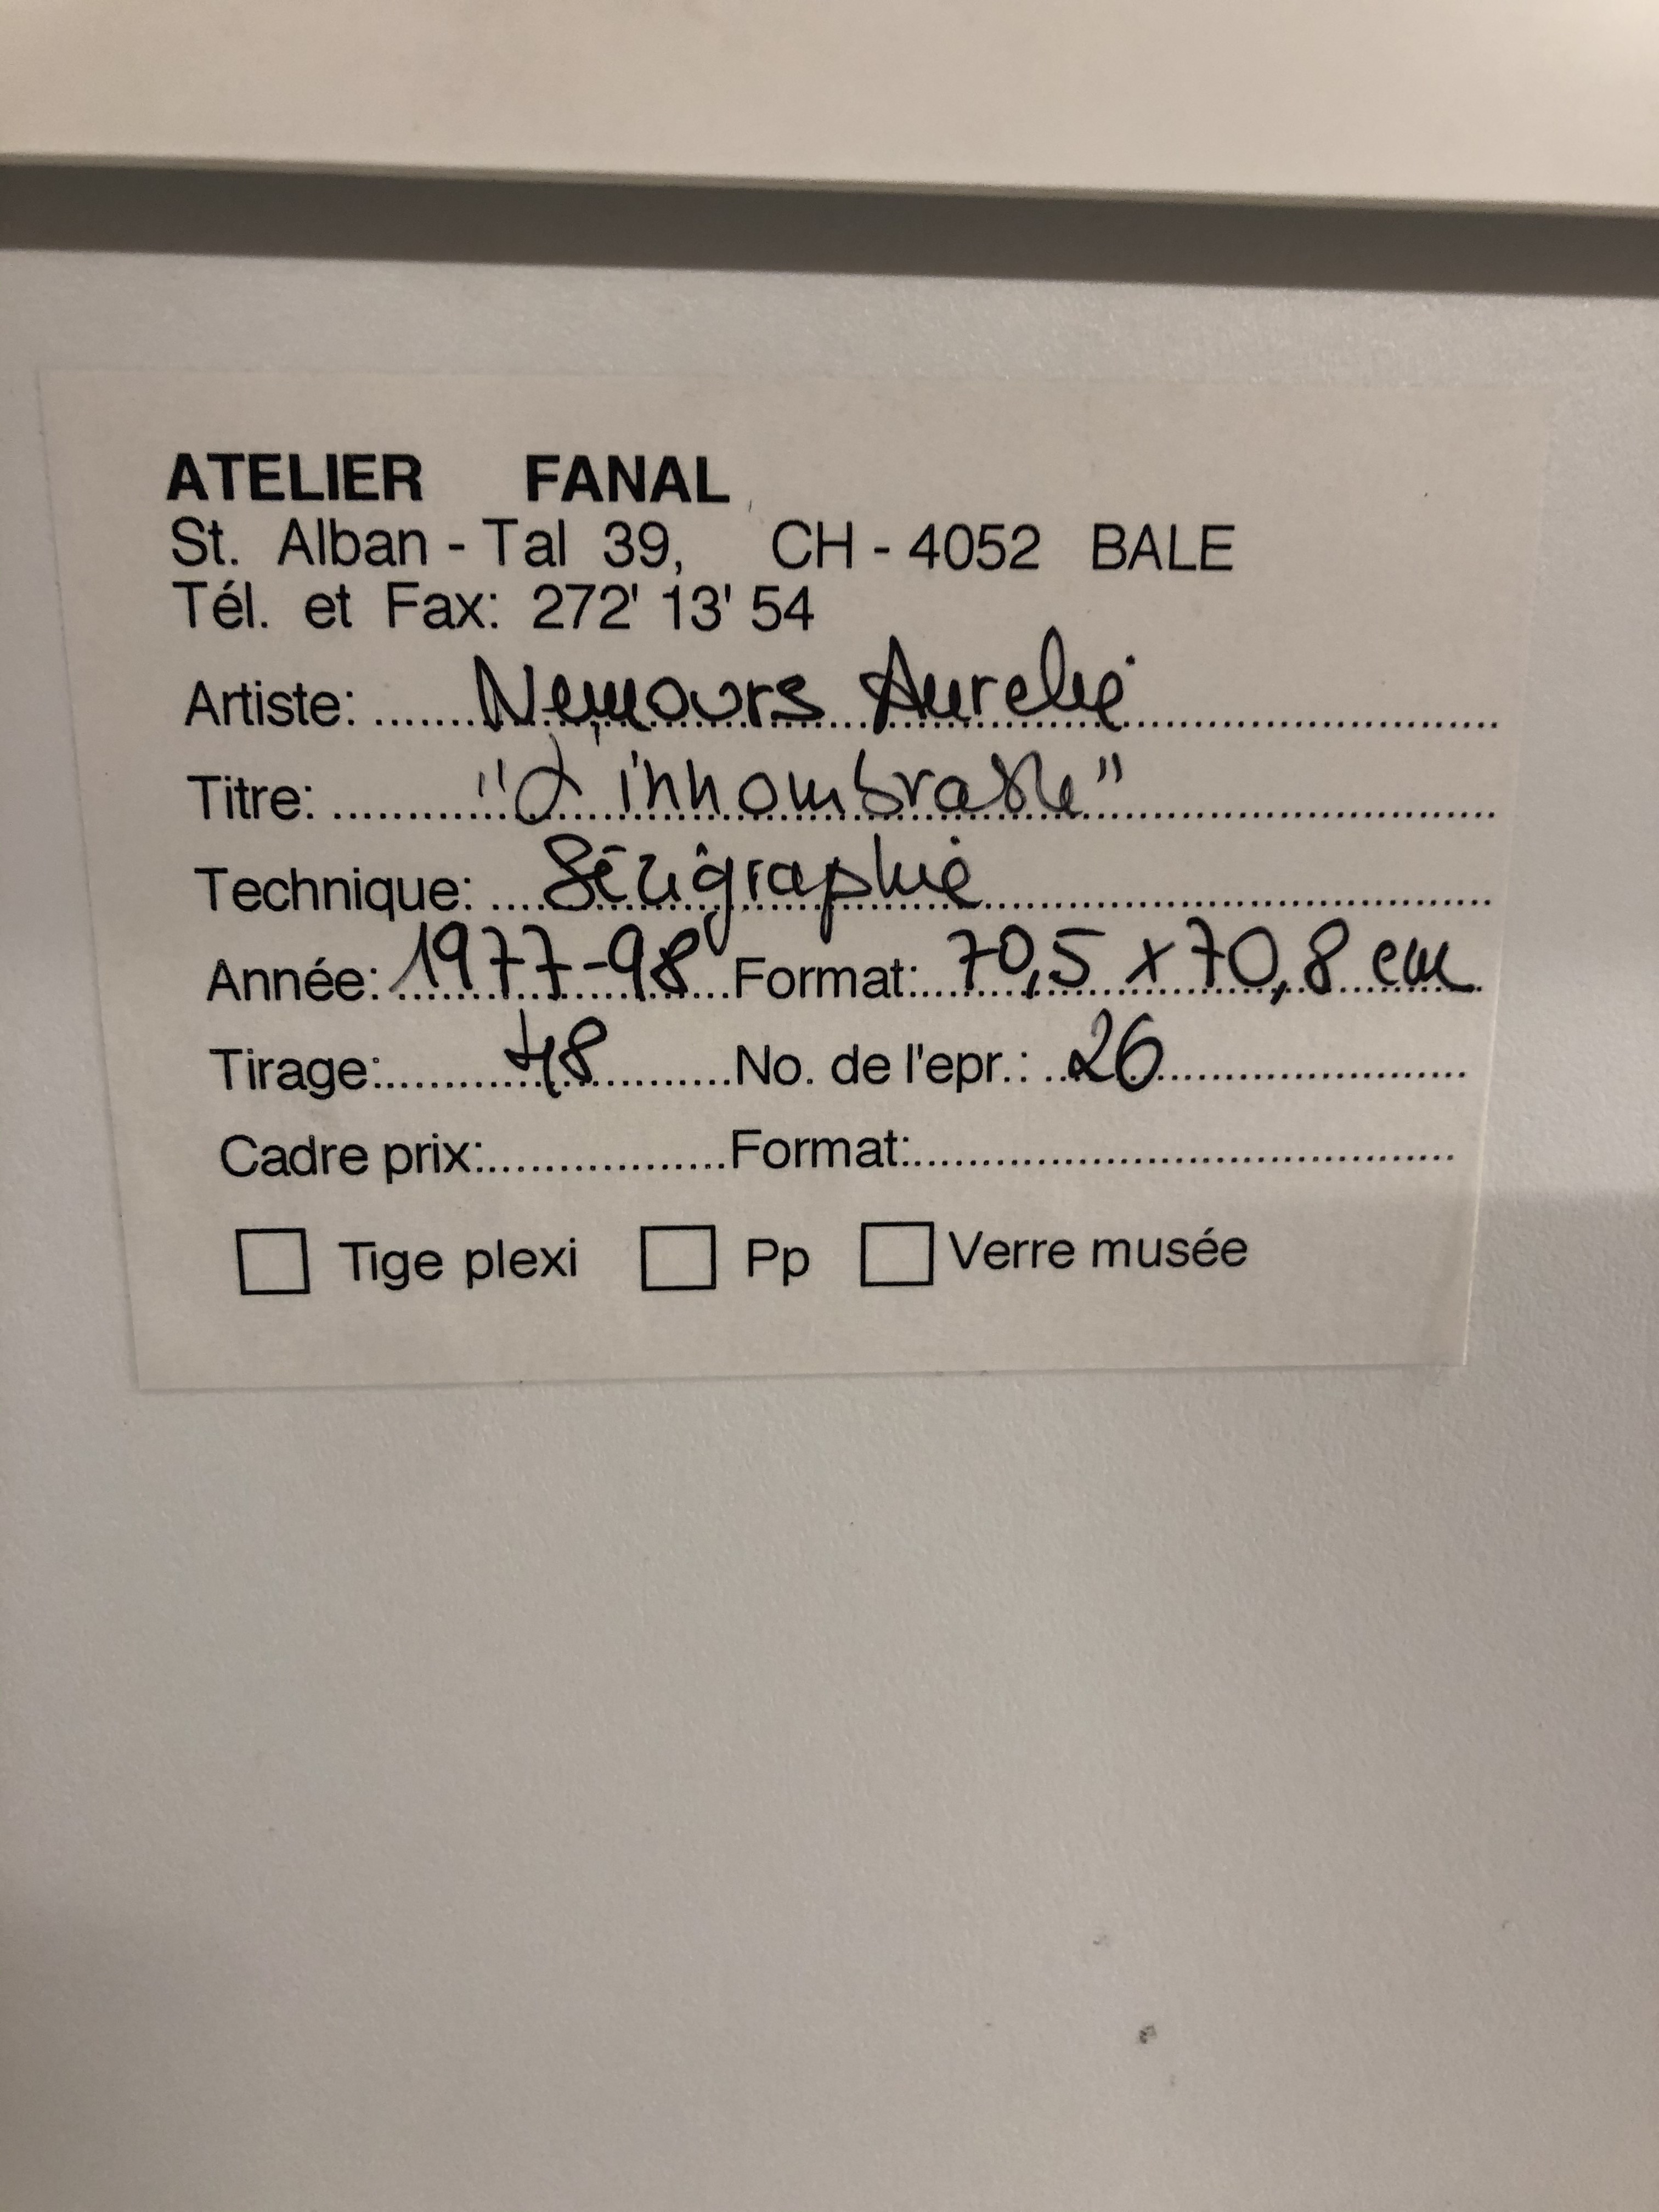 ATELIER FANAL
St. Alban - Tal 39, CH - 4052 BALE
Tél. et Fax: 272' 13' 54
Artiste: Nemours Aurelie
Titre: "L'innombrable"
Technique: Sérigraphie
Année: 1977-98 Format: 70,5 x 70,8 cm
Tirage: 48 No. de l'epr.: 26
Cadre prix: Format:
Tige plexi Pp Verre musée